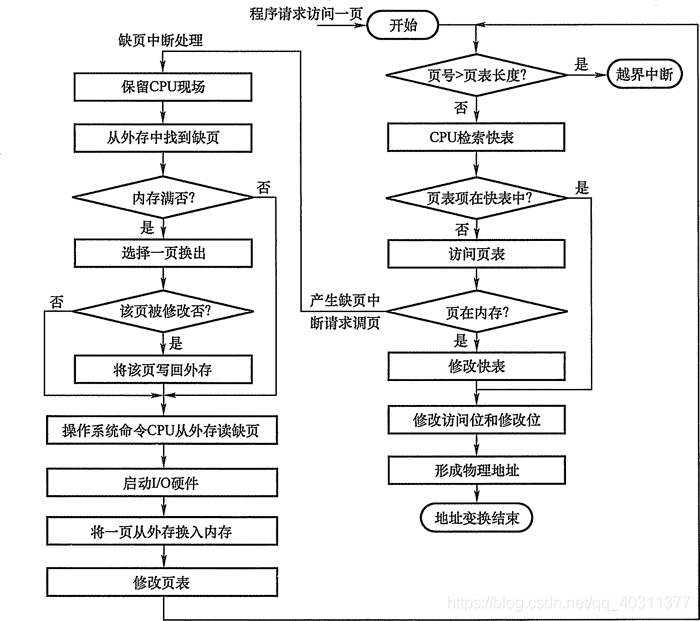 程序请求访问一页
开始
页号>页表长度?
是
越界中断
否
CPU检索快表
页表项在快表中?
是
否
访问页表
页在内存?
产生缺页中
断请求调页
是
修改快表
修改访问位和修改位
形成物理地址
地址变换结束
缺页中断处理
保留CPU现场
从外存中找到缺页
内存满否?
否
是
选择一页换出
该页被修改否?
否
是
将该页写回外存
操作系统命令CPU从外存读缺页
启动I/O硬件
将一页从外存换入内存
修改页表
https://blog.csdn.net/qq_40311377